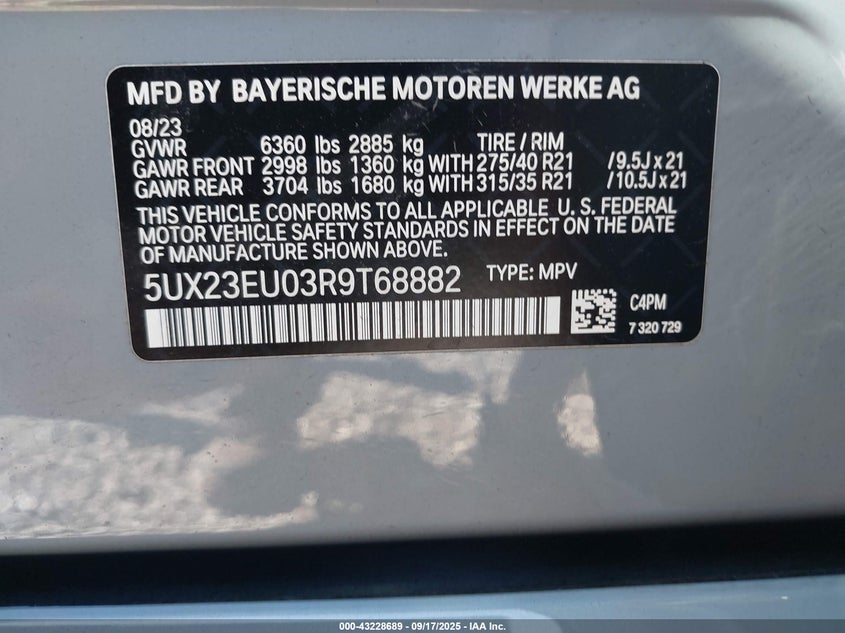 MFD BY BAYERISCHE MOTOREN WERKE AG
08/23
GVWR 6360 lbs 2885 kg TIRE / RIM
GAWR FRONT 2998 lbs 1360 kg WITH 275/40 R21 / 9.5J x 21
GAWR REAR 3704 lbs 1680 kg WITH 315/35 R21 / 10.5J x 21
THIS VEHICLE CONFORMS TO ALL APPLICABLE U. S. FEDERAL
MOTOR VEHICLE SAFETY STANDARDS IN EFFECT ON THE DATE
OF MANUFACTURE SHOWN ABOVE.
5UX23EU03R9T68882 TYPE: MPV
C4PM
7 320 729
000-43228689 - 09/17/2025 - IAA Inc.